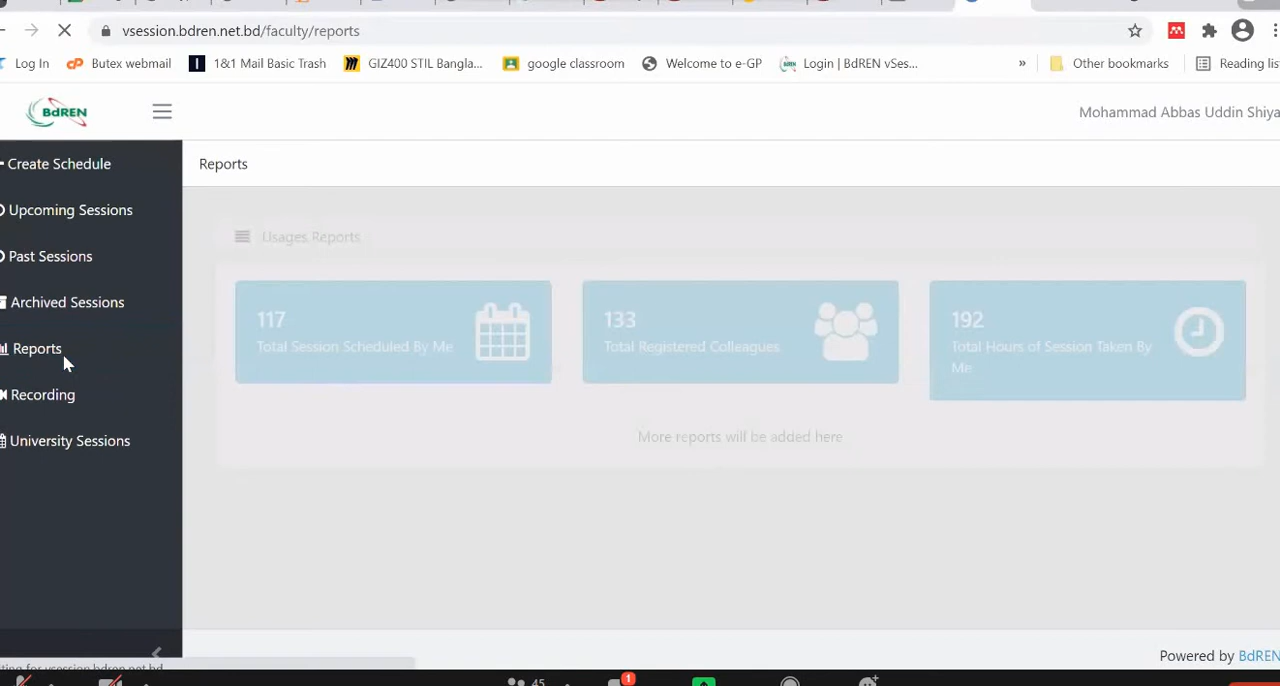 vsession.bdren.net.bd/faculty/reports
Log In
Butex webmail
1&1 Mail Basic Trash
GIZ400 STIL Bangla...
google classroom
Welcome to e-GP
Login | BdREN vSes...
»
Other bookmarks
Reading lis
BdREN
Mohammad Abbas Uddin Shiya
Create Schedule
Reports
Upcoming Sessions
Past Sessions
Archived Sessions
Reports
Recording
University Sessions
Usages Reports
117
Total Session Scheduled By Me
133
Total Registered Colleagues
192
Total Hours of Session Taken By
Me
More reports will be added here
Powered by BdREN
vsession.bdren.net.bd
45
1